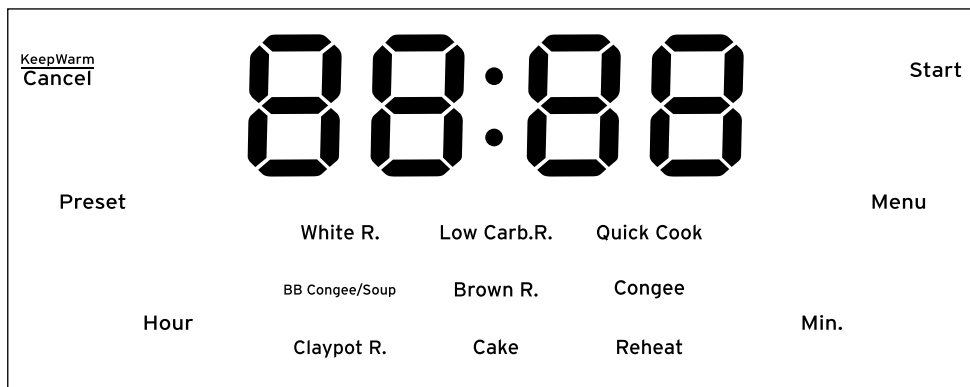 88:88
KeepWarm
Cancel
Start
Preset
Menu
White R.
Low Carb.R.
Quick Cook
BB Congee/Soup
Brown R.
Congee
Hour
Min.
Claypot R.
Cake
Reheat